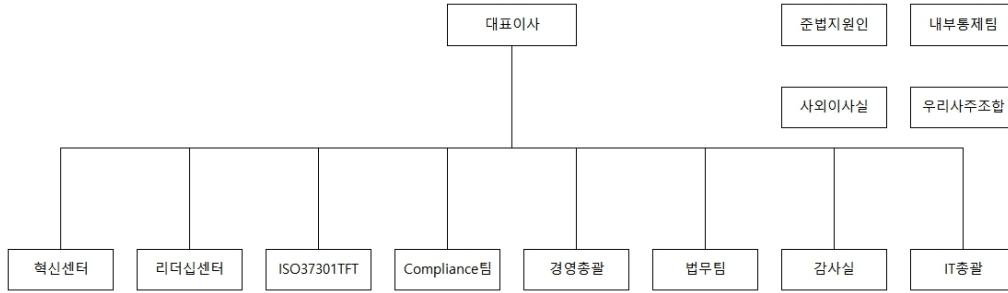 대표이사
준법지원인
내부통제팀
사외이사실
우리사주조합
혁신센터
리더십센터
ISO37301TFT
Compliance팀
경영총괄
법무팀
감사실
IT총괄